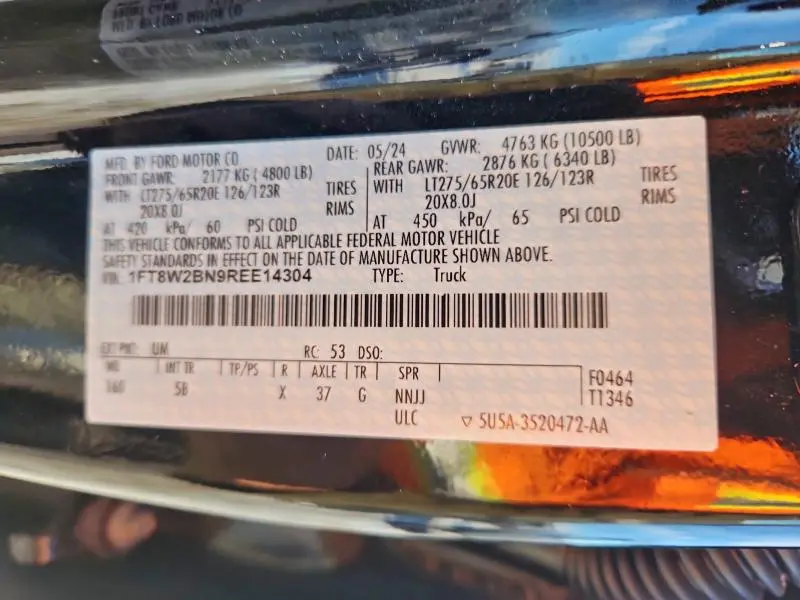 MFD. BY FORD MOTOR CO
DATE: 05/24 GVWR: 4763 KG (10500 LB)
FRONT GAWR: 2177 KG ( 4800 LB) REAR GAWR: 2876 KG ( 6340 LB)
WITH LT275/65R20E 126/123R TIRES WITH LT275/65R20E 126/123R TIRES
20X8.0J RIMS 20X8.0J RIMS
AT 420 kPa/ 60 PSI COLD AT 450 kPa/ 65 PSI COLD
THIS VEHICLE CONFORMS TO ALL APPLICABLE FEDERAL MOTOR VEHICLE
SAFETY STANDARDS IN EFFECT ON THE DATE OF MANUFACTURE SHOWN ABOVE.
VIN: 1FT8W2BN9REE14304 TYPE: Truck
EXT PNT: UM RC: 53 DSO:
WB INT TR TP/PS R AXLE TR SPR
160 5B X 37 G NNJJ
ULC
F0464
T1346
▽ 5U5A-3520472-AA